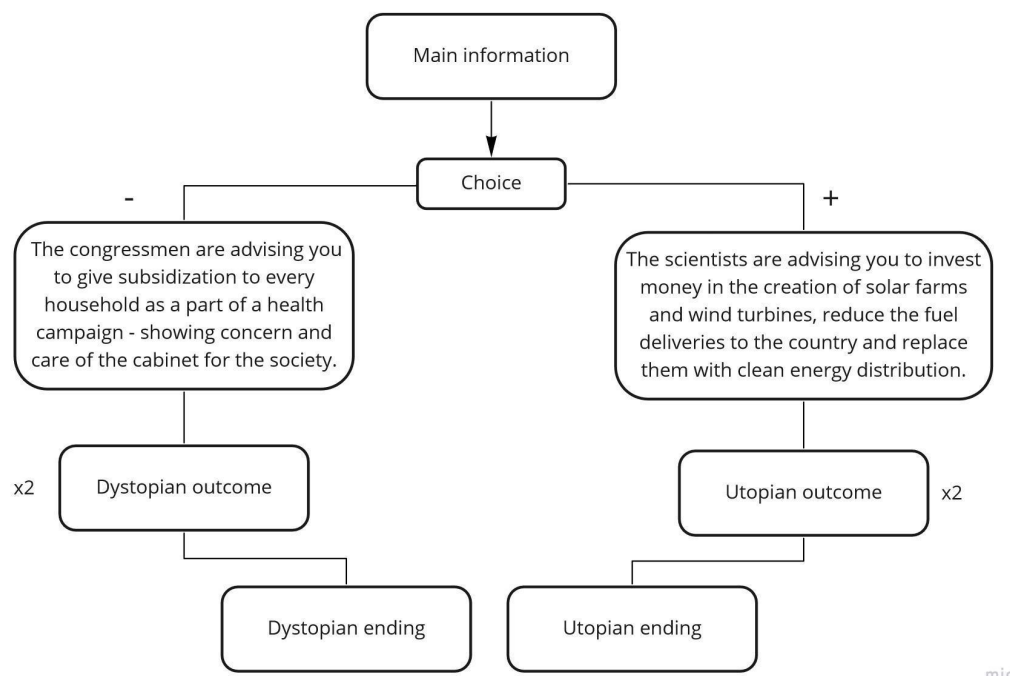 Main information
Choice
-
+
The congressmen are advising you
to give subsidization to every
household as a part of a health
campaign - showing concern and
care of the cabinet for the society.
The scientists are advising you to invest
money in the creation of solar farms
and wind turbines, reduce the fuel
deliveries to the country and replace
them with clean energy distribution.
x2
Dystopian outcome
Utopian outcome
x2
Dystopian ending
Utopian ending